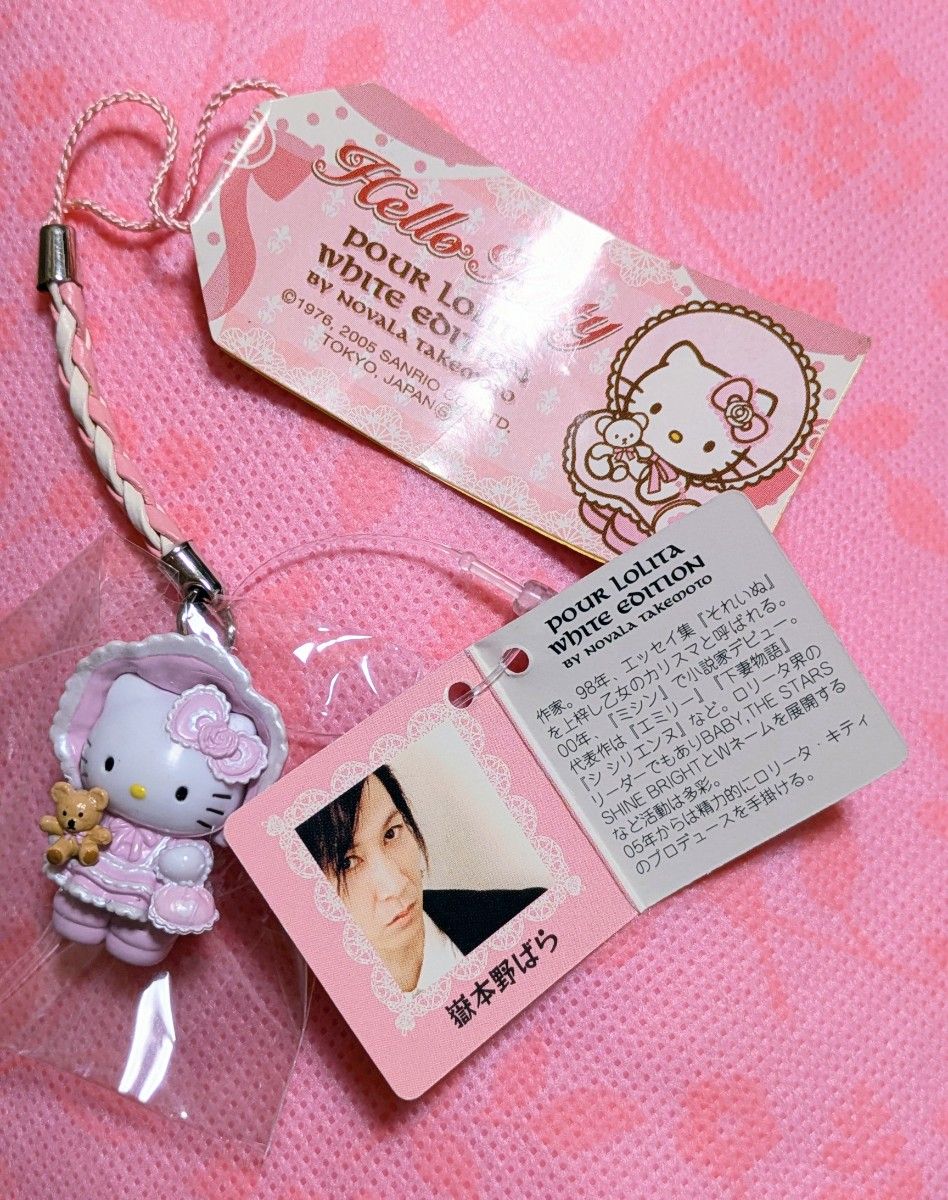 Hello Kitty
POUR LOLITA
WHITE EDITION
BY NOVALA TAKEMOTO
©1976, 2005 SANRIO CO., LTD.
TOKYO, JAPAN Ⓢ
POUR LOLITA
WHITE EDITION
BY NOVALA TAKEMOTO
作家。98年、エッセイ集『それいぬ』
を上梓し乙女のカリスマと呼ばれる。
00年、『ミシン』で小説家デビュー。
代表作は『エミリー』『下妻物語』
『シシリエンヌ』など。ロリータ界の
リーダーでもありBABY,THE STARS
SHINE BRIGHTとWネームを展開する
など活動は多彩。
05年からは精力的にロリータ・キティ
のプロデュースを手掛ける。
嶽本野ばら